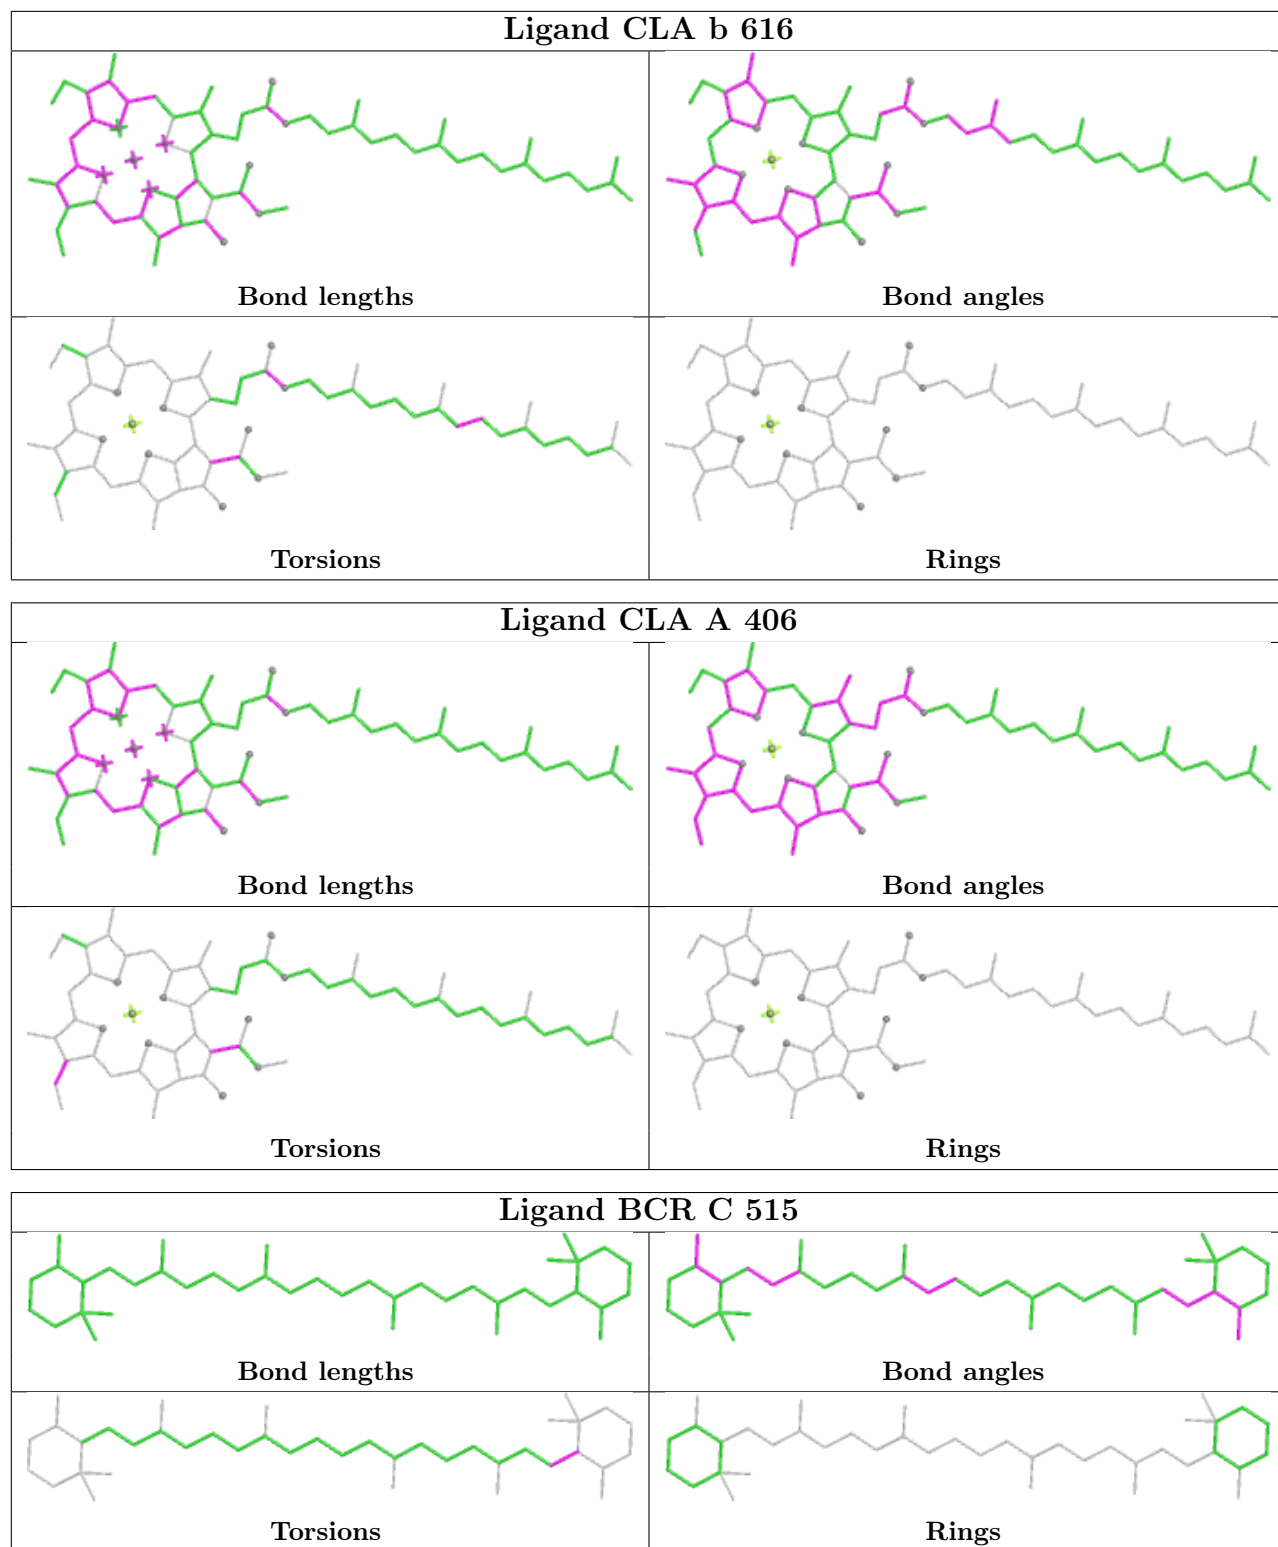 Ligand CLA b 616
Bond lengths
Bond angles
Torsions
Rings
Ligand CLA A 406
Bond lengths
Bond angles
Torsions
Rings
Ligand BCR C 515
Bond lengths
Bond angles
Torsions
Rings